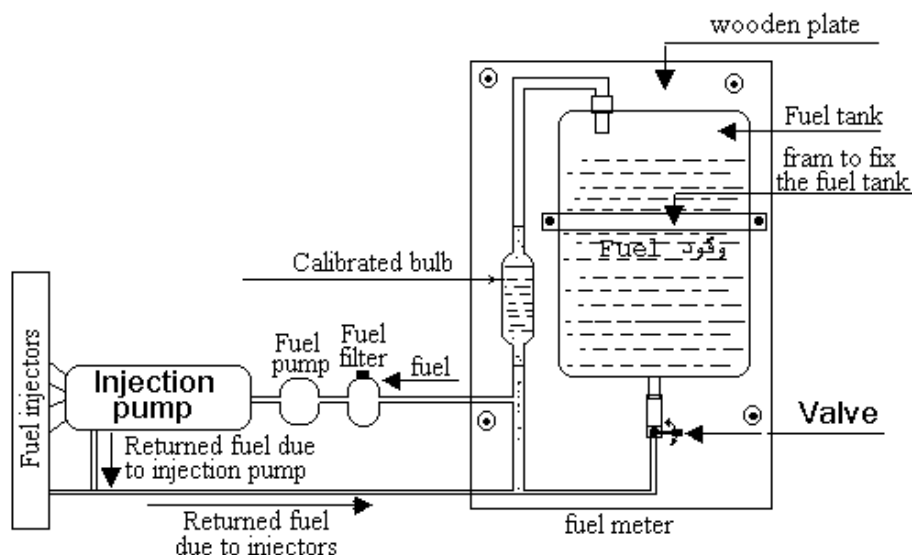 wooden plate
Fuel tank
fram to fix
the fuel tank
Fuel وقود
Calibrated bulb
Fuel
pump
Fuel
filter
fuel
Injection
pump
Fuel injectors
Valve
Returned fuel due
to injection pump
Returned fuel
due to injectors
fuel meter